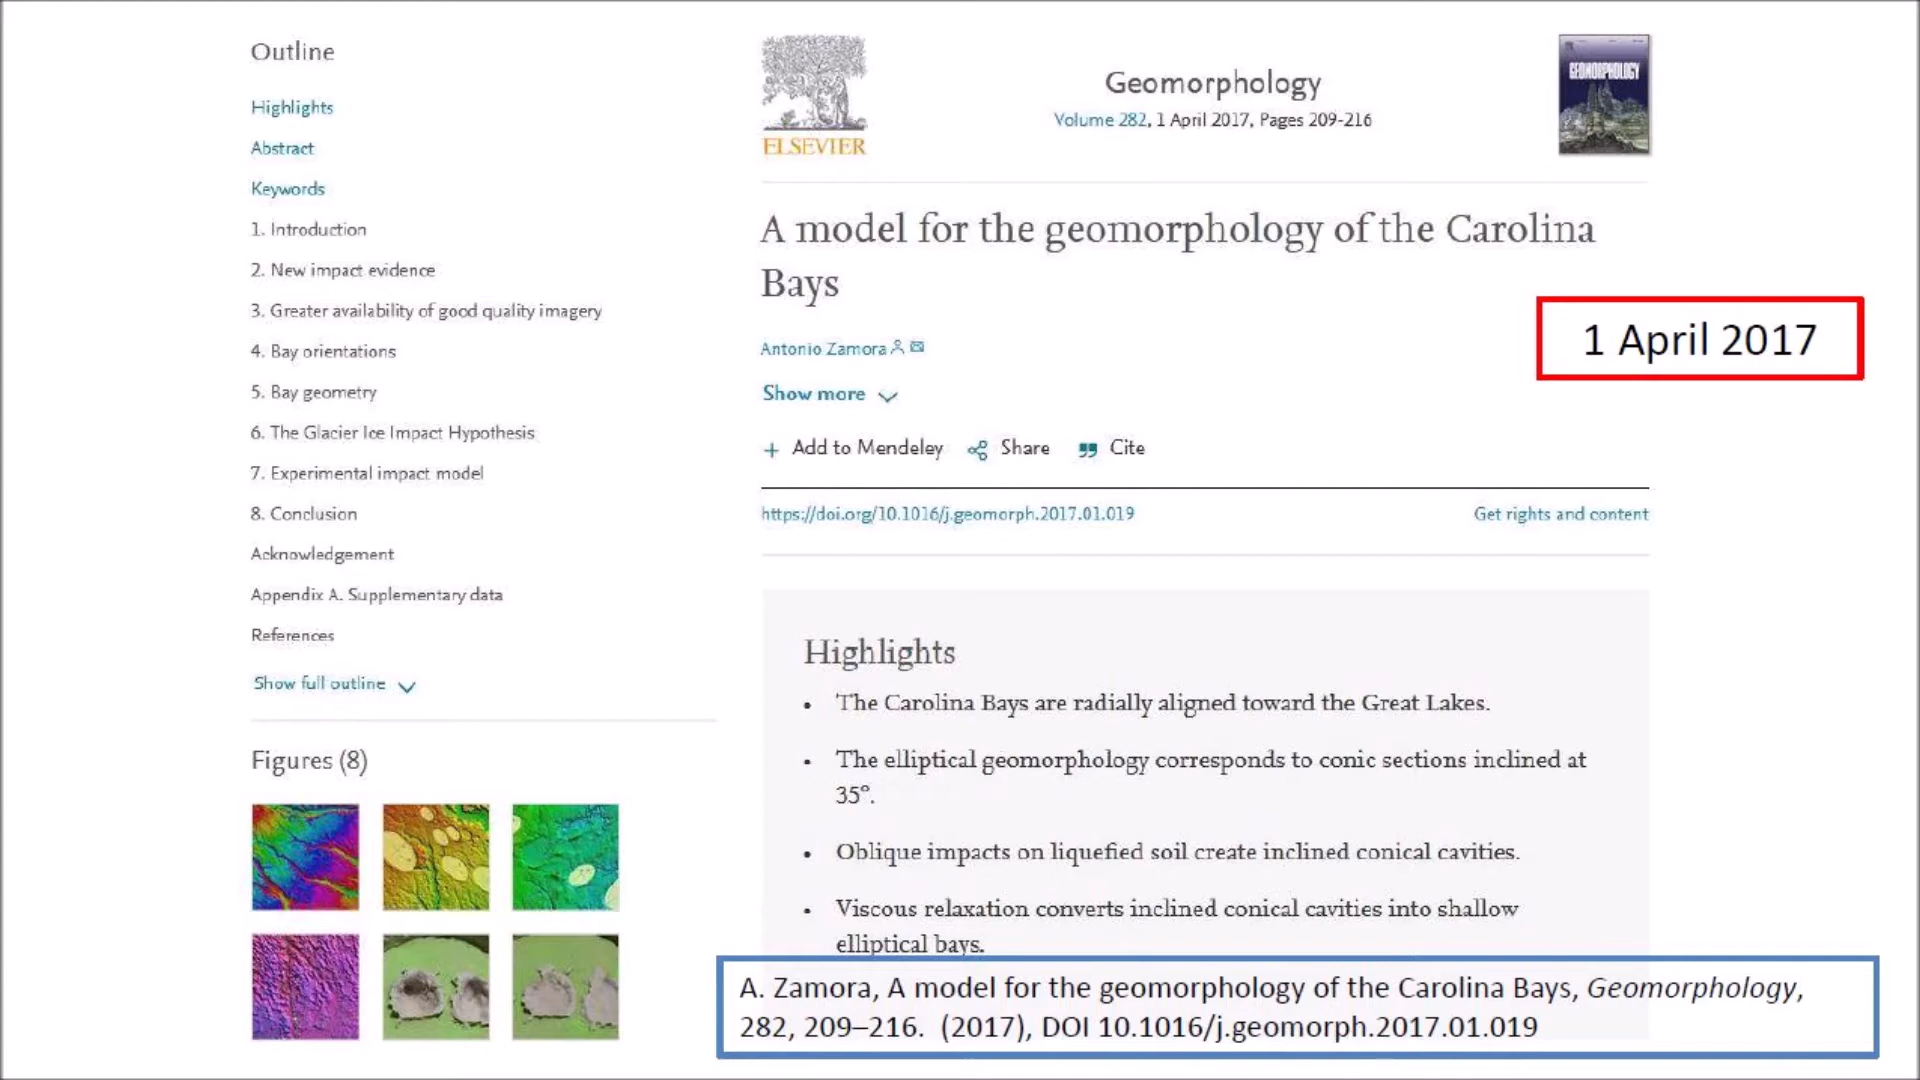 Outline
Highlights
Abstract
Keywords
1. Introduction
2. New impact evidence
3. Greater availability of good quality imagery
4. Bay orientations
5. Bay geometry
6. The Glacier Ice Impact Hypothesis
7. Experimental impact model
8. Conclusion
Acknowledgement
Appendix A. Supplementary data
References
Show full outline
Figures (8)
ELSEVIER
Geomorphology
Volume 282, 1 April 2017, Pages 209-216
GEOMORPHOLOGY
A model for the geomorphology of the Carolina
Bays
1 April 2017
Antonio Zamora
Show more
+ Add to Mendeley Share Cite
https://doi.org/10.1016/j.geomorph.2017.01.019 Get rights and content
Highlights
• The Carolina Bays are radially aligned toward the Great Lakes.
• The elliptical geomorphology corresponds to conic sections inclined at
35°.
• Oblique impacts on liquefied soil create inclined conical cavities.
• Viscous relaxation converts inclined conical cavities into shallow
elliptical bays.
A. Zamora, A model for the geomorphology of the Carolina Bays, Geomorphology,
282, 209–216. (2017), DOI 10.1016/j.geomorph.2017.01.019